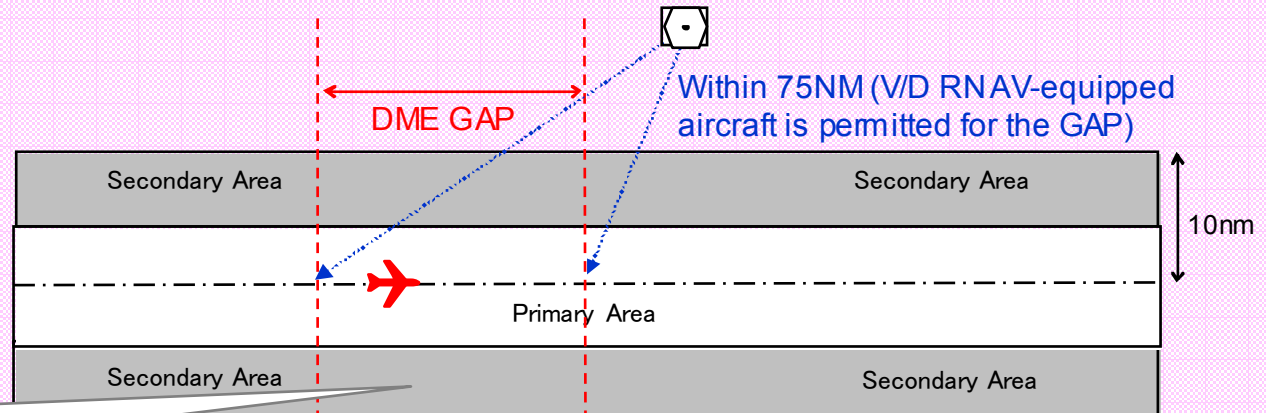 Within 75NM (V/D RNAV-equipped
aircraft is permitted for the GAP)
DME GAP
Secondary Area
Secondary Area
10nm
Primary Area
Secondary Area
Secondary Area